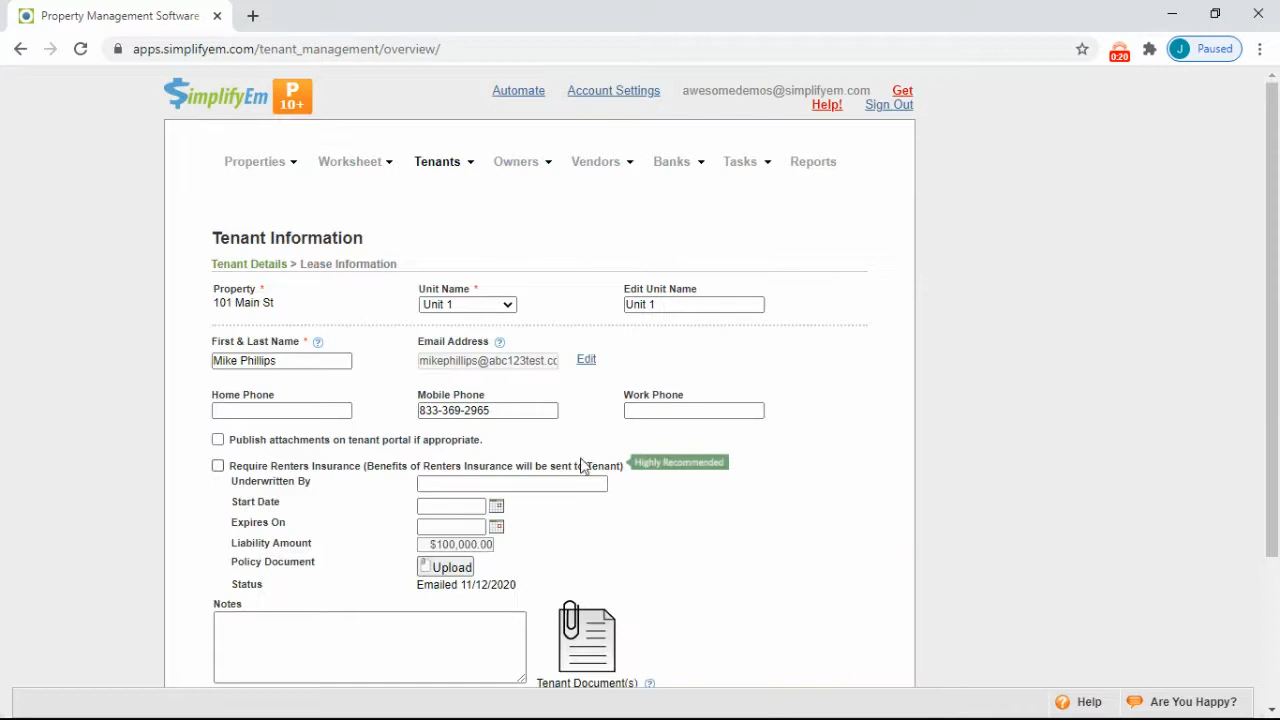 Property Management Software
apps.simplifyem.com/tenant_management/overview/
0:20
J Paused
$implifyEm P 10+
Automate Account Settings awesomedemos@simplifyem.com Get Help! Sign Out
Properties Worksheet Tenants Owners Vendors Banks Tasks Reports
Tenant Information
Tenant Details > Lease Information
Property * Unit Name * Edit Unit Name
101 Main St Unit 1 Unit 1
First & Last Name * ? Email Address ?
Mike Phillips mikephillips@abc123test.cc Edit
Home Phone Mobile Phone Work Phone
833-369-2965
Publish attachments on tenant portal if appropriate.
Require Renters Insurance (Benefits of Renters Insurance will be sent to Tenant) Highly Recommended
Underwritten By
Start Date
Expires On
Liability Amount $100,000.00
Policy Document Upload
Status Emailed 11/12/2020
Notes
Tenant Document(s) ?
? Help Are You Happy?